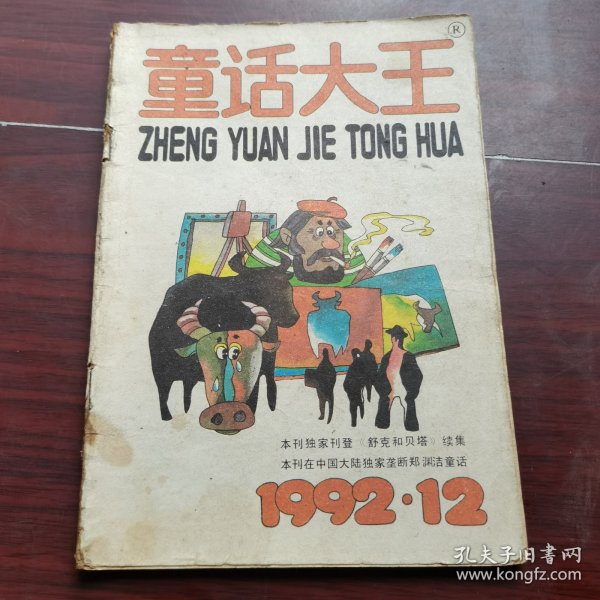 童话大王
R
ZHENG YUAN JIE TONG HUA
本刊独家刊登《舒克和贝塔》续集
本刊在中国大陆独家垄断郑渊洁童话
1992·12
孔夫子旧书网
www.kongfz.com